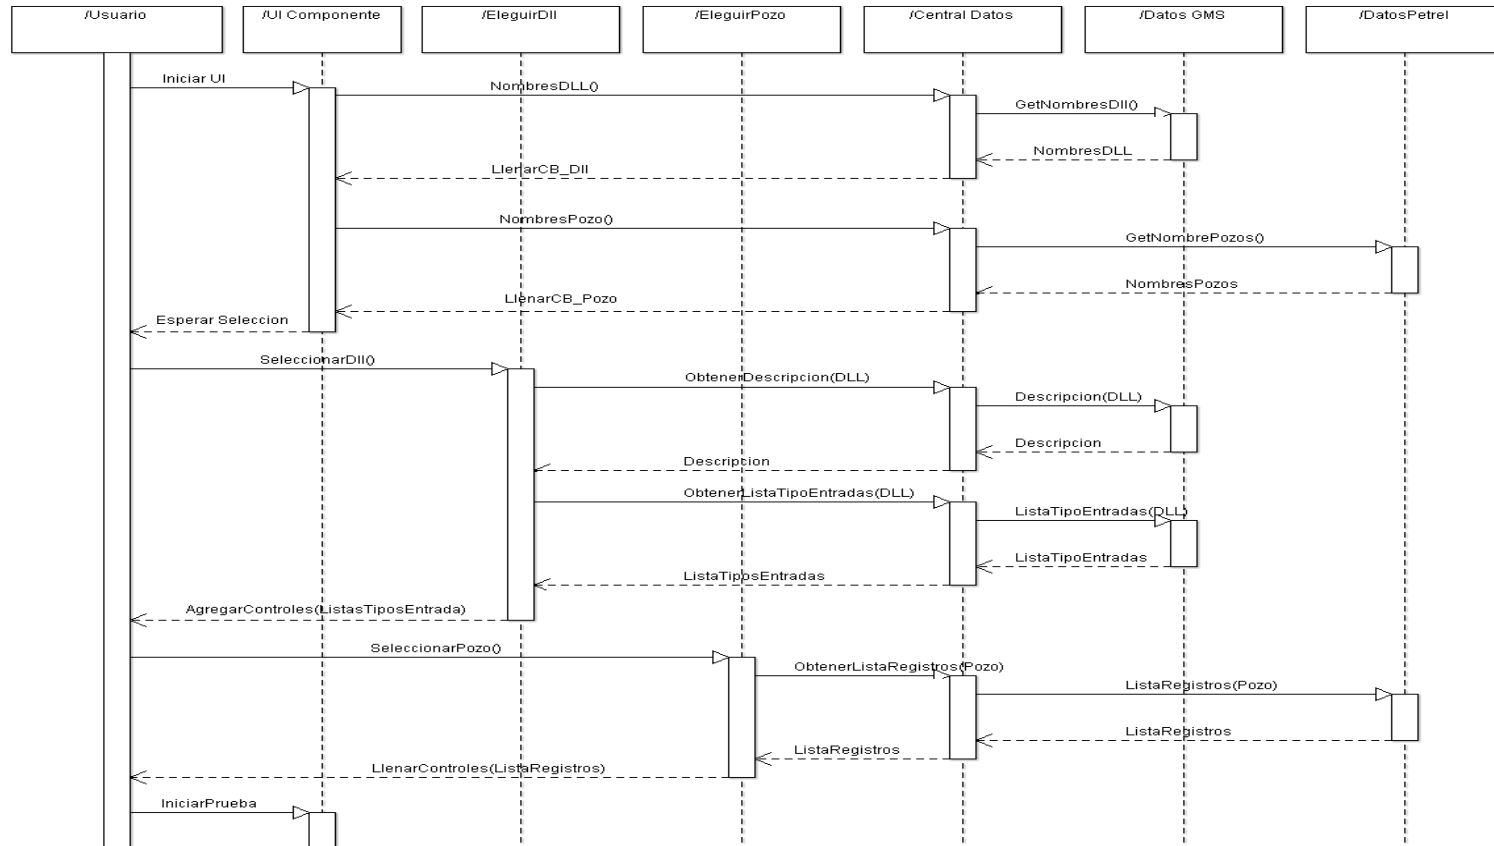 /Usuario
/UI Componente
/EleguirDll
/EleguirPozo
/Central Datos
/Datos GMS
/DatosPetrel
Iniciar UI
NombresDLL()
GetNombresDll()
NombresDLL
LlenarCB_Dll
NombresPozo()
GetNombrePozos()
NombresPozos
LlenarCB_Pozo
Esperar Seleccion
SeleccionarDll()
ObtenerDescripcion(DLL)
Descripcion(DLL)
Descripcion
Descripcion
ObtenerListaTipoEntradas(DLL)
ListaTipoEntradas(DLL)
ListaTipoEntradas
ListaTiposEntradas
AgregarControles(ListasTiposEntrada)
SeleccionarPozo()
ObtenerListaRegistros(Pozo)
ListaRegistros(Pozo)
ListaRegistros
ListaRegistros
LlenarControles(ListaRegistros)
IniciarPrueba